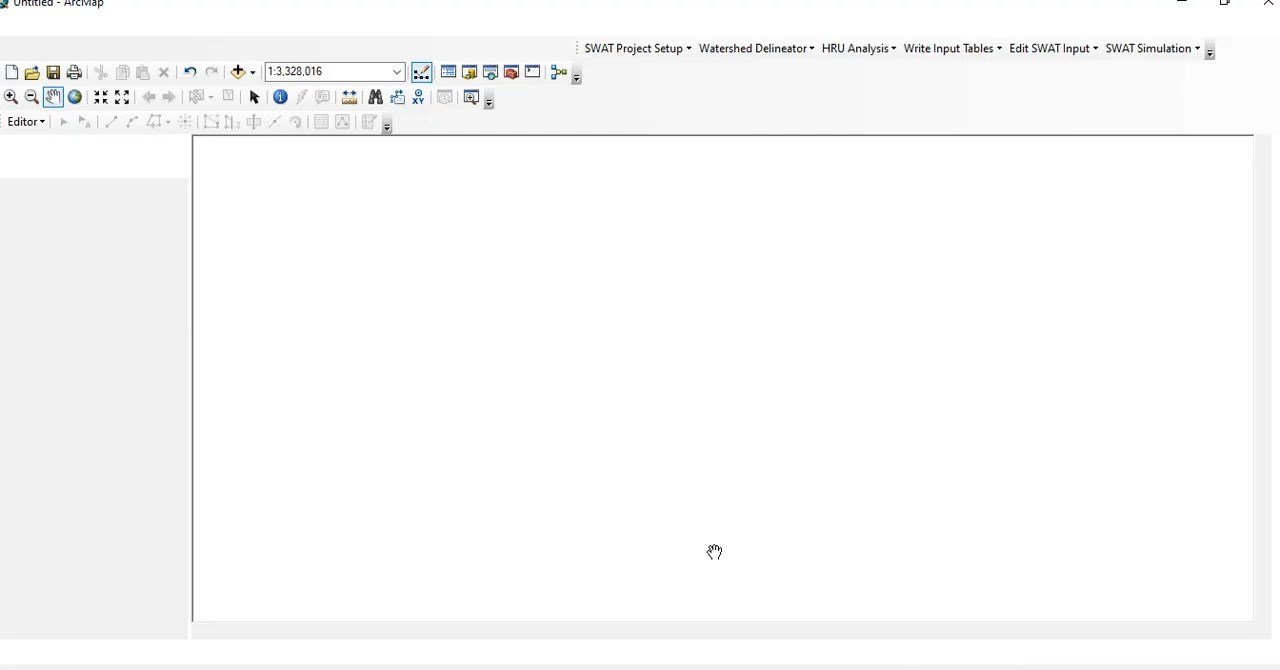 Untitled - ArcMap
SWAT Project Setup Watershed Delineator HRU Analysis Write Input Tables Edit SWAT Input SWAT Simulation
1:3,328,016
XY
Editor